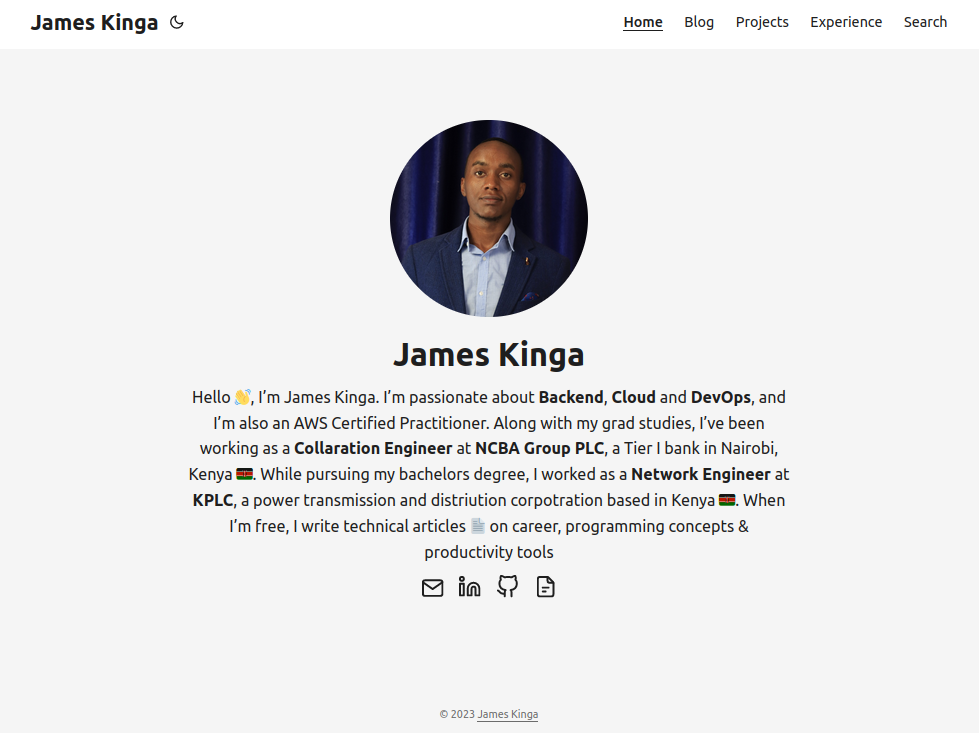 James Kinga
Home Blog Projects Experience Search
James Kinga
Hello 👋, I’m James Kinga. I’m passionate about Backend, Cloud and DevOps, and
I’m also an AWS Certified Practitioner. Along with my grad studies, I’ve been
working as a Collaration Engineer at NCBA Group PLC, a Tier I bank in Nairobi,
Kenya 🇰🇪. While pursuing my bachelors degree, I worked as a Network Engineer at
KPLC, a power transmission and distriution corpotration based in Kenya 🇰🇪. When
I’m free, I write technical articles 📄 on career, programming concepts &
productivity tools
© 2023 James Kinga